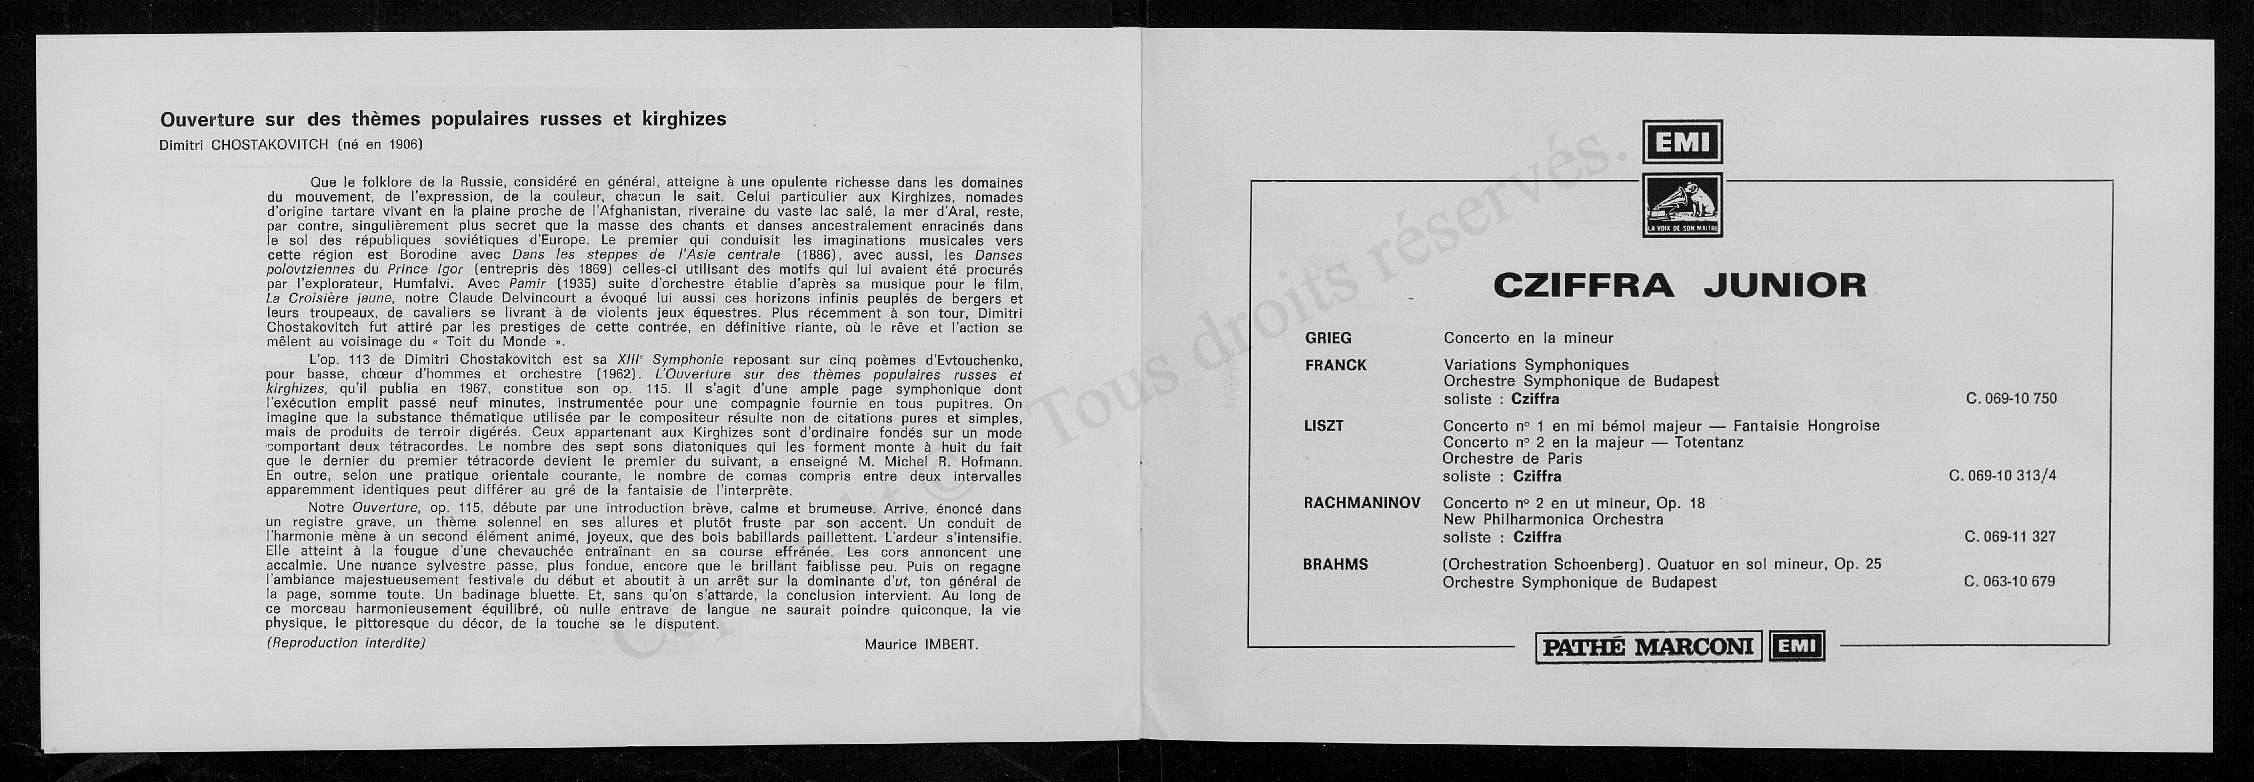 Ouverture sur des thèmes populaires russes et kirghizes
Dimitri CHOSTAKOVITCH (né en 1906)
Que le folklore de la Russie, considéré en général, atteigne à une opulente richesse dans les domaines
du mouvement, de l'expression, de la couleur, chacun le sait. Celui particulier aux Kirghizes, nomades
d'origine tartare vivant en la plaine proche de l'Afghanistan, riveraine du vaste lac salé, la mer d'Aral, reste,
par contre, singulièrement plus secret que la masse des chants et danses ancestralement enracinés dans
le sol des républiques soviétiques d'Europe. Le premier qui conduisit les imaginations musicales vers
cette région est Borodine avec Dans les steppes de l'Asie centrale (1886), avec aussi, les Danses
polovtziennes du Prince Igor (entrepris dès 1869) celles-ci utilisant des motifs qui lui avaient été procurés
par l'explorateur, Humfalvi. Avec Pamir (1935) suite d'orchestre établie d'après sa musique pour le film,
La Croisière jaune, notre Claude Delvincourt a évoqué lui aussi ces horizons infinis peuplés de bergers et
leurs troupeaux, de cavaliers se livrant à de violents jeux équestres. Plus récemment à son tour, Dimitri
Chostakovitch fut attiré par les prestiges de cette contrée, en définitive riante, où le rêve et l'action se
mêlent au voisinage du « Toit du Monde ».
L'op. 113 de Dimitri Chostakovitch est sa XIIIe Symphonie reposant sur cinq poèmes d'Evtouchenko,
pour basse, chœur d'hommes et orchestre (1962). L'Ouverture sur des thèmes populaires russes et
kirghizes, qu'il publia en 1967, constitue son op. 115. Il s'agit d'une ample page symphonique dont
l'exécution emplit passé neuf minutes, instrumentée pour une compagnie fournie en tous pupitres. On
imagine que la substance thématique utilisée par le compositeur résulte non de citations pures et simples,
mais de produits de terroir digérés. Ceux appartenant aux Kirghizes sont d'ordinaire fondés sur un mode
comportant deux tétracordes. Le nombre des sept sons diatoniques qui les forment monte à huit du fait
que le dernier du premier tétracorde devient le premier du suivant, a enseigné M. Michel R. Hofmann.
En outre, selon une pratique orientale courante, le nombre de comas compris entre deux intervalles
apparemment identiques peut différer au gré de la fantaisie de l'interprète.
Notre Ouverture, op. 115, débute par une introduction brève, calme et brumeuse. Arrive, énoncé dans
un registre grave, un thème solennel en ses allures et plutôt fruste par son accent. Un conduit de
l'harmonie mène à un second élément animé, joyeux, que des bois babillards pailletent. L'ardeur s'intensifie.
Elle atteint à la fougue d'une chevauchée entraînant en sa course effrénée. Les cors annoncent une
accalmie. Une nuance sylvestre passe, plus fondue, encore que le brillant faiblisse peu. Puis on regagne
l'ambiance majestueusement festivale du début et aboutit à un arrêt sur la dominante d'ut, ton général de
la page, somme toute. Un badinage bluette. Et, sans qu'on s'attarde, la conclusion intervient. Au long de
ce morceau harmonieusement équilibré, où nulle entrave de langue ne saurait poindre quiconque, la vie
physique, le pittoresque du décor, de la touche se le disputent.
(Reproduction interdite) Maurice IMBERT.
EMI
LA VOIX DE SON MAITRE
CZIFFRA JUNIOR
GRIEG Concerto en la mineur
FRANCK Variations Symphoniques
Orchestre Symphonique de Budapest
soliste : Cziffra C. 069-10 750
LISZT Concerto n° 1 en mi bémol majeur — Fantaisie Hongroise
Concerto n° 2 en la majeur — Totentanz
Orchestre de Paris
soliste : Cziffra C. 069-10 313/4
RACHMANINOV Concerto n° 2 en ut mineur, Op. 18
New Philharmonica Orchestra
soliste : Cziffra C. 069-11 327
BRAHMS (Orchestration Schoenberg). Quatuor en sol mineur, Op. 25
Orchestre Symphonique de Budapest C. 063-10 679
PATHÉ MARCONI EMI
Copyright © - Tous droits réservés.